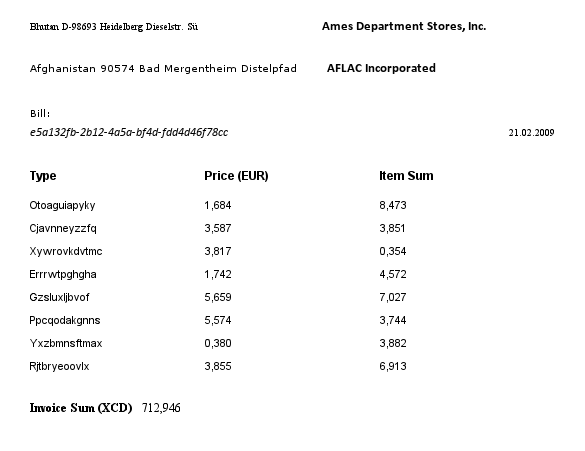 Bhutan D-98693 Heidelberg Dieselstr. Sü Ames Department Stores, Inc.
Afghanistan 90574 Bad Mergentheim Distelpfad AFLAC Incorporated
Bill:
e5a132fb-2b12-4a5a-bf4d-fdd4d46f78cc 21.02.2009
Type Price (EUR) Item Sum
Otoaguiapyky 1,684 8,473
Cjavnneyzzfq 3,587 3,851
Xywrovkdvtmc 3,817 0,354
Errrwtpghgha 1,742 4,572
Gzsluxljbvof 5,659 7,027
Ppcqodakgnns 5,574 3,744
Yxzbmnsftmax 0,380 3,882
Rjtbryeoovlx 3,855 6,913
Invoice Sum (XCD) 712,946